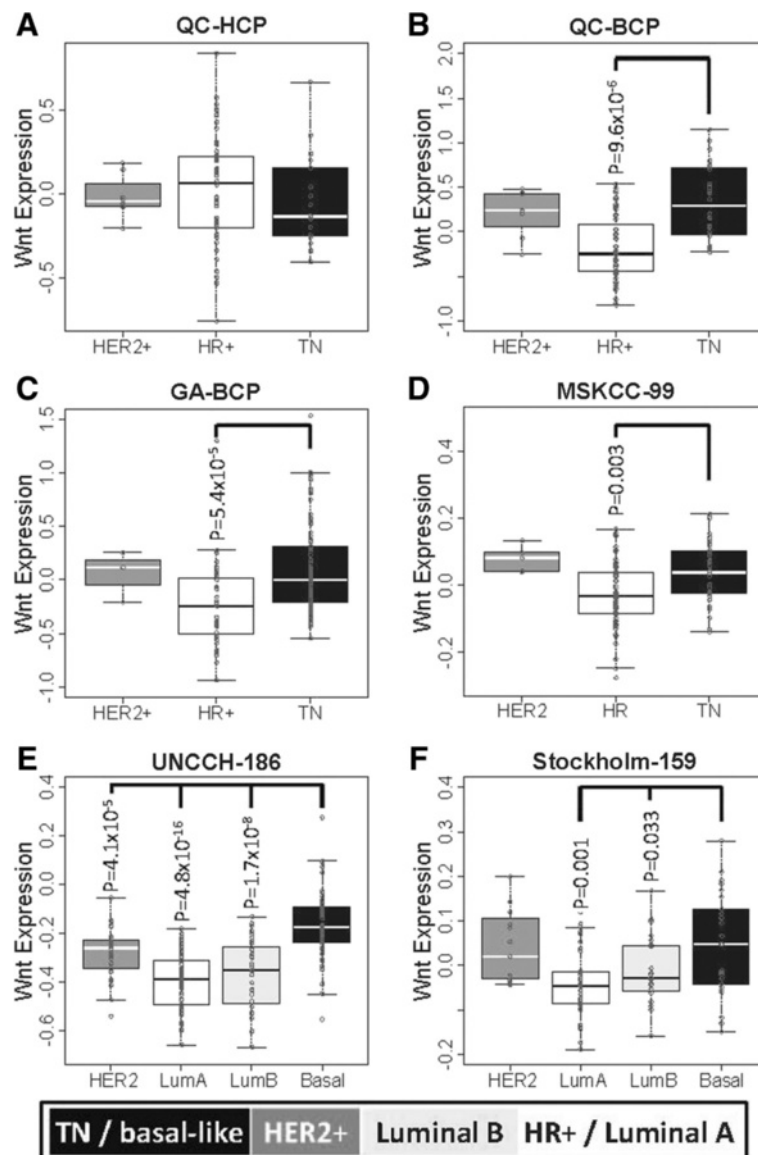 A
QC-HCP
Wnt Expression
0.5
0.0
-0.5
HER2+ HR+ TN
B
QC-BCP
Wnt Expression
2.0
1.0
0.5
0.0
-1.0
P=9.6x10-6
HER2+ HR+ TN
C
GA-BCP
Wnt Expression
1.5
1.0
0.5
0.0
-0.5
-1.0
P=5.4x10-5
HER2+ HR+ TN
D
MSKCC-99
Wnt Expression
0.4
0.2
0.0
-0.2
P=0.003
HER2 HR TN
E
UNCCH-186
Wnt Expression
0.4
0.2
0.0
-0.2
-0.4
-0.6
P=4.1x10-5
P=4.8x10-16
P=1.7x10-8
HER2 LumA LumB Basal
F
Stockholm-159
Wnt Expression
0.4
0.3
0.2
0.1
0.0
-0.2
P=0.001
P=0.033
HER2 LumA LumB Basal
TN / basal-like HER2+ Luminal B HR+ / Luminal A